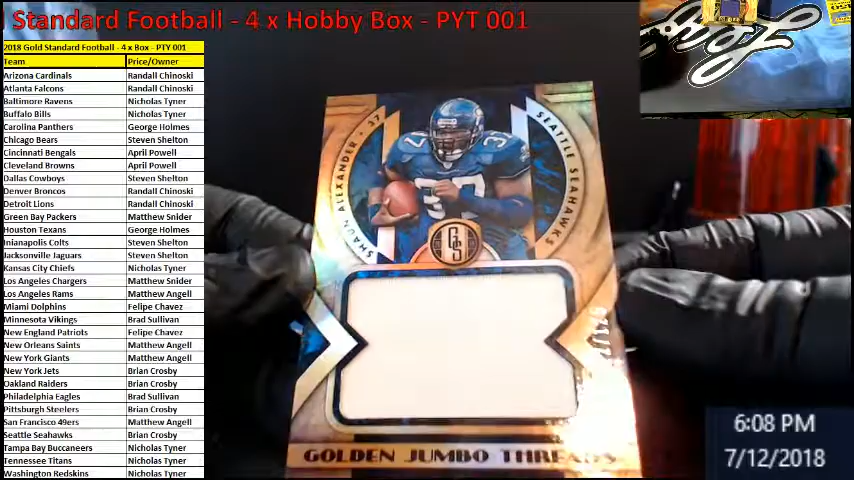 Standard Football - 4 x Hobby Box - PYT 001
2018 Gold Standard Football - 4 x Box - PTY 001
Team Price/Owner
Arizona Cardinals Randall Chinoski
Atlanta Falcons Randall Chinoski
Baltimore Ravens Nicholas Tyner
Buffalo Bills Nicholas Tyner
Carolina Panthers George Holmes
Chicago Bears Steven Shelton
Cincinnati Bengals April Powell
Cleveland Browns April Powell
Dallas Cowboys Steven Shelton
Denver Broncos Randall Chinoski
Detroit Lions Randall Chinoski
Green Bay Packers Matthew Snider
Houston Texans George Holmes
Inianapolis Colts Steven Shelton
Jacksonville Jaguars Steven Shelton
Kansas City Chiefs Nicholas Tyner
Los Angeles Chargers Matthew Snider
Los Angeles Rams Matthew Angell
Miami Dolphins Felipe Chavez
Minnesota Vikings Brad Sullivan
New England Patriots Felipe Chavez
New Orleans Saints Matthew Angell
New York Giants Matthew Angell
New York Jets Brian Crosby
Oakland Raiders Brian Crosby
Philadelphia Eagles Brad Sullivan
Pittsburgh Steelers Brian Crosby
San Francisco 49ers Matthew Angell
Seattle Seahawks Brian Crosby
Tampa Bay Buccaneers Nicholas Tyner
Tennessee Titans Nicholas Tyner
Washington Redskins Nicholas Tyner
SHAUN ALEXANDER · 37
SEATTLE SEAHAWKS
37
GS
GOLDEN JUMBO THREADS
6:08 PM
7/12/2018